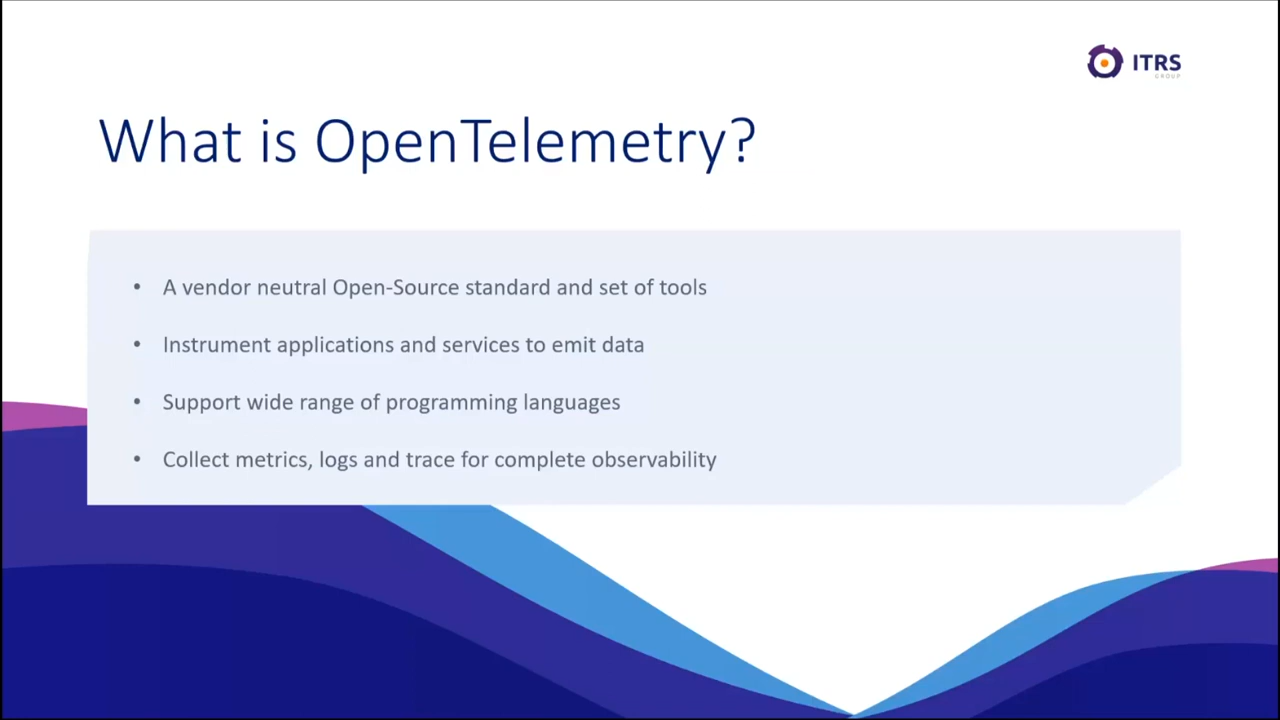 ITRS
GROUP
What is OpenTelemetry?
• A vendor neutral Open-Source standard and set of tools
• Instrument applications and services to emit data
• Support wide range of programming languages
• Collect metrics, logs and trace for complete observability